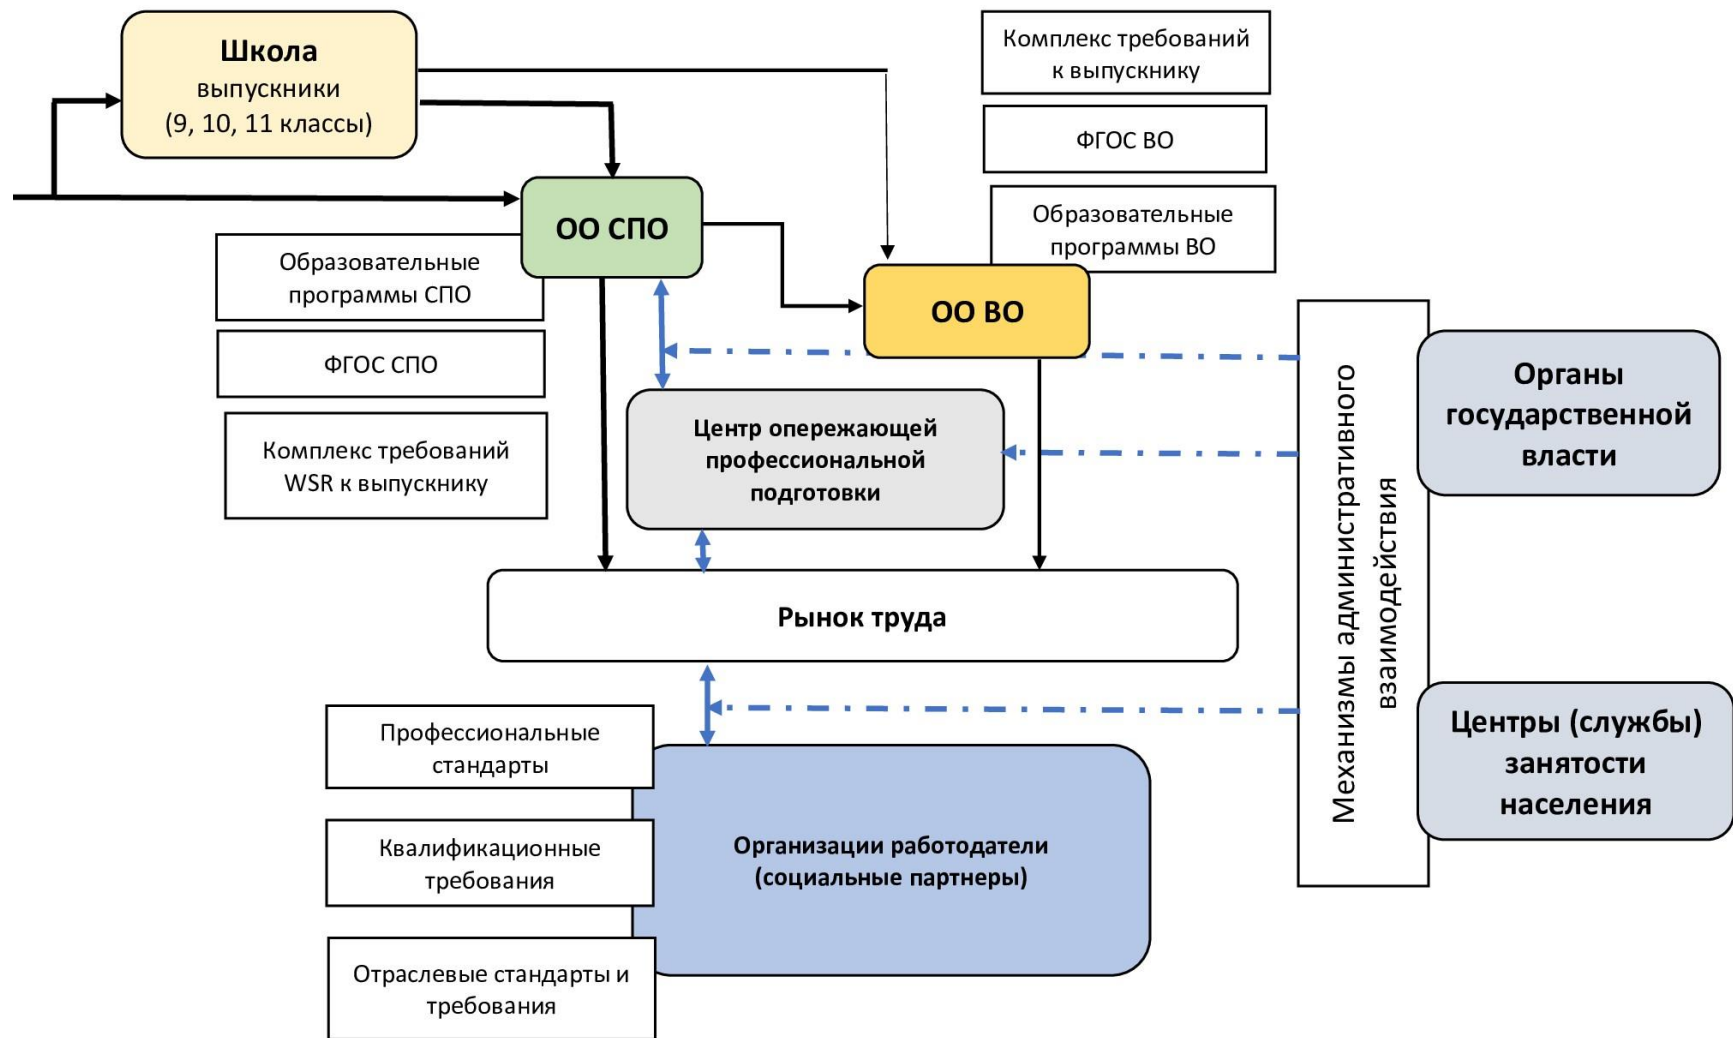 Школа
выпускники
(9, 10, 11 классы)
Комплекс требований
к выпускнику
ФГОС ВО
Образовательные
программы ВО
ОО СПО
Образовательные
программы СПО
ФГОС СПО
Комплекс требований
WSR к выпускнику
ОО ВО
Центр опережающей
профессиональной
подготовки
Рынок труда
Механизмы административного
взаимодействия
Органы
государственной
власти
Центры (службы)
занятости
населения
Профессиональные
стандарты
Квалификационные
требования
Отраслевые стандарты и
требования
Организации работодатели
(социальные партнеры)